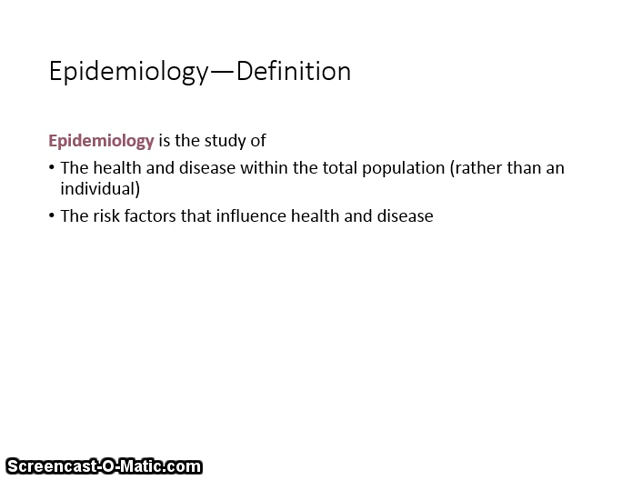 Epidemiology—Definition
Epidemiology is the study of
• The health and disease within the total population (rather than an
individual)
• The risk factors that influence health and disease
Screencast-O-Matic.com